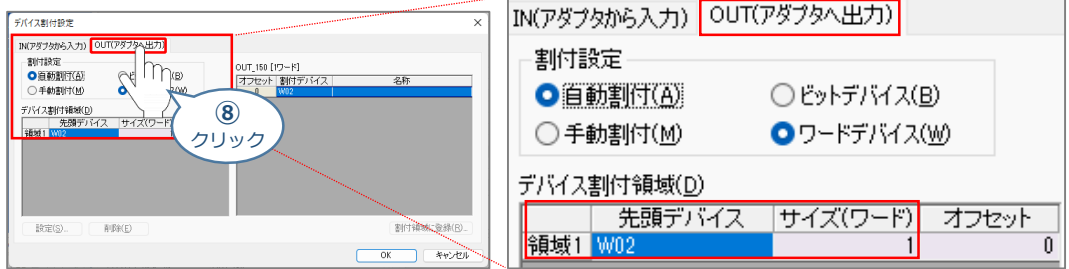 デバイス割付設定
IN(アダプタから入力) OUT(アダプタへ出力)
割付設定
自動割付(A)
(B)
手動割付(M)
(W)
デバイス割付領域(D)
先頭デバイス サイズ(ワード)
領域1 W02
⑧
クリック
OUT_150 [1ワード]
オフセット 割付デバイス 名称
0 W02
設定(S)... 削除(E) 割付領域に登録(R)...
OK キャンセル
IN(アダプタから入力) OUT(アダプタへ出力)
割付設定
自動割付(A) ビットデバイス(B)
手動割付(M) ワードデバイス(W)
デバイス割付領域(D)
先頭デバイス サイズ(ワード) オフセット
領域1 W02 1 0